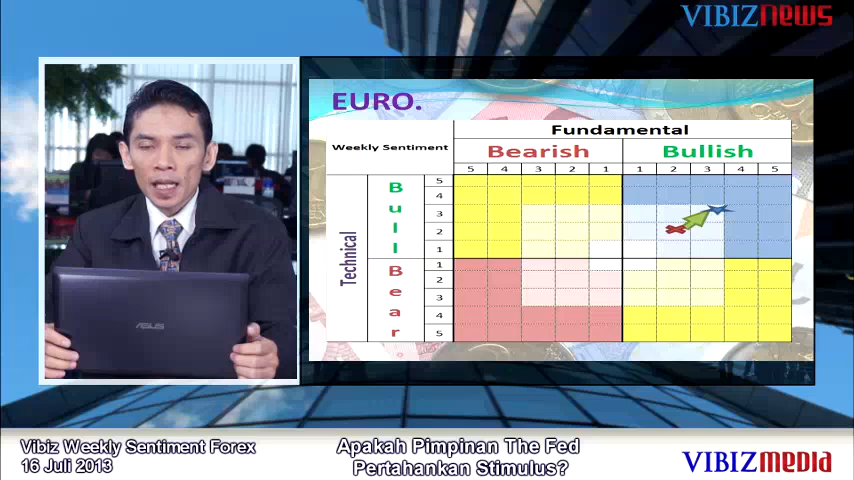 VIBIZNEWS
EURO.
Fundamental
Weekly Sentiment
Bearish
Bullish
5 4 3 2 1 1 2 3 4 5
Technical
Bull
5
4
3
2
1
Bear
1
2
3
4
5
ASUS
Vibiz Weekly Sentiment Forex
16 Juli 2013
Apakah Pimpinan The Fed
Pertahankan Stimulus?
VIBIZMEDIA